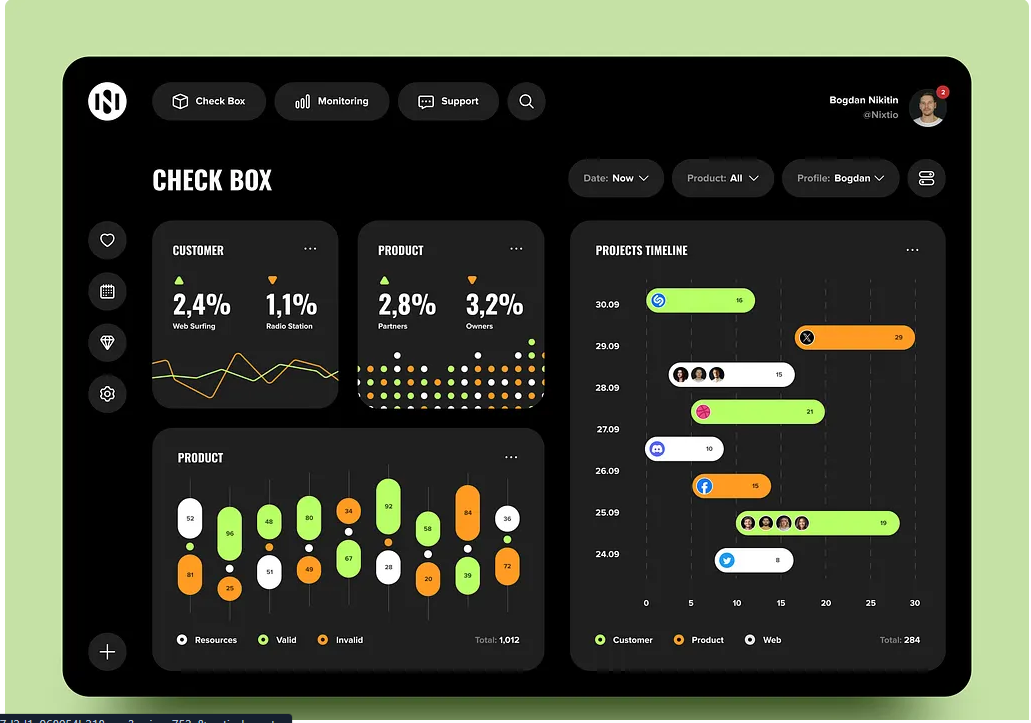 Check Box
Monitoring
Support
Bogdan Nikitin
@Nixtio
2
CHECK BOX
Date: Now
Product: All
Profile: Bogdan
CUSTOMER
2,4%
1,1%
Web Surfing
Radio Station
PRODUCT
2,8%
3,2%
Partners
Owners
PROJECTS TIMELINE
30.09
16
29.09
29
28.09
15
27.09
21
26.09
10
25.09
15
24.09
19
8
0 5 10 15 20 25 30
Customer
Product
Web
Total: 284
PRODUCT
52 96 48 80 34 92 58 84 36
81 25 51 49 67 28 20 39 72
Resources
Valid
Invalid
Total: 1,012